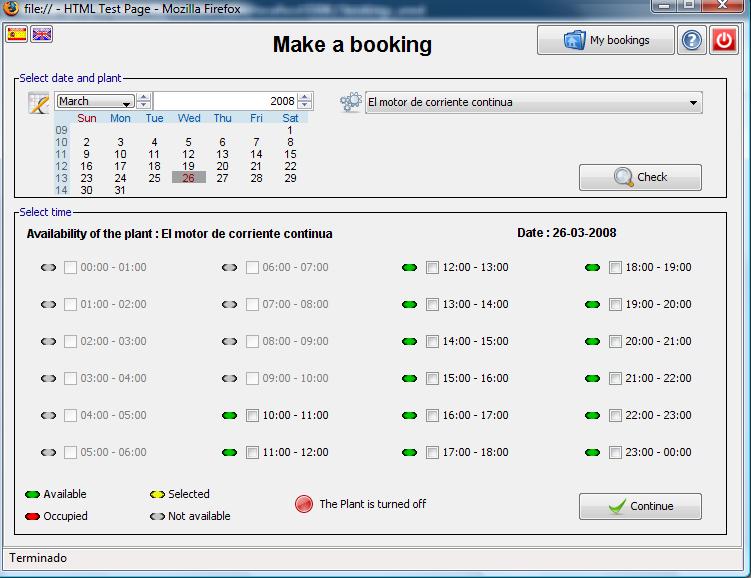 file:// - HTML Test Page - Mozilla Firefox
Make a booking
My bookings
Select date and plant
March 2008
El motor de corriente continua
Sun Mon Tue Wed Thu Fri Sat
09 1
10 2 3 4 5 6 7 8
11 9 10 11 12 13 14 15
12 16 17 18 19 20 21 22
13 23 24 25 26 27 28 29
14 30 31
Check
Select time
Availability of the plant : El motor de corriente continua Date : 26-03-2008
00:00 - 01:00 06:00 - 07:00 12:00 - 13:00 18:00 - 19:00
01:00 - 02:00 07:00 - 08:00 13:00 - 14:00 19:00 - 20:00
02:00 - 03:00 08:00 - 09:00 14:00 - 15:00 20:00 - 21:00
03:00 - 04:00 09:00 - 10:00 15:00 - 16:00 21:00 - 22:00
04:00 - 05:00 10:00 - 11:00 16:00 - 17:00 22:00 - 23:00
05:00 - 06:00 11:00 - 12:00 17:00 - 18:00 23:00 - 00:00
Available Selected
The Plant is turned off
Continue
Occupied Not available
Terminado